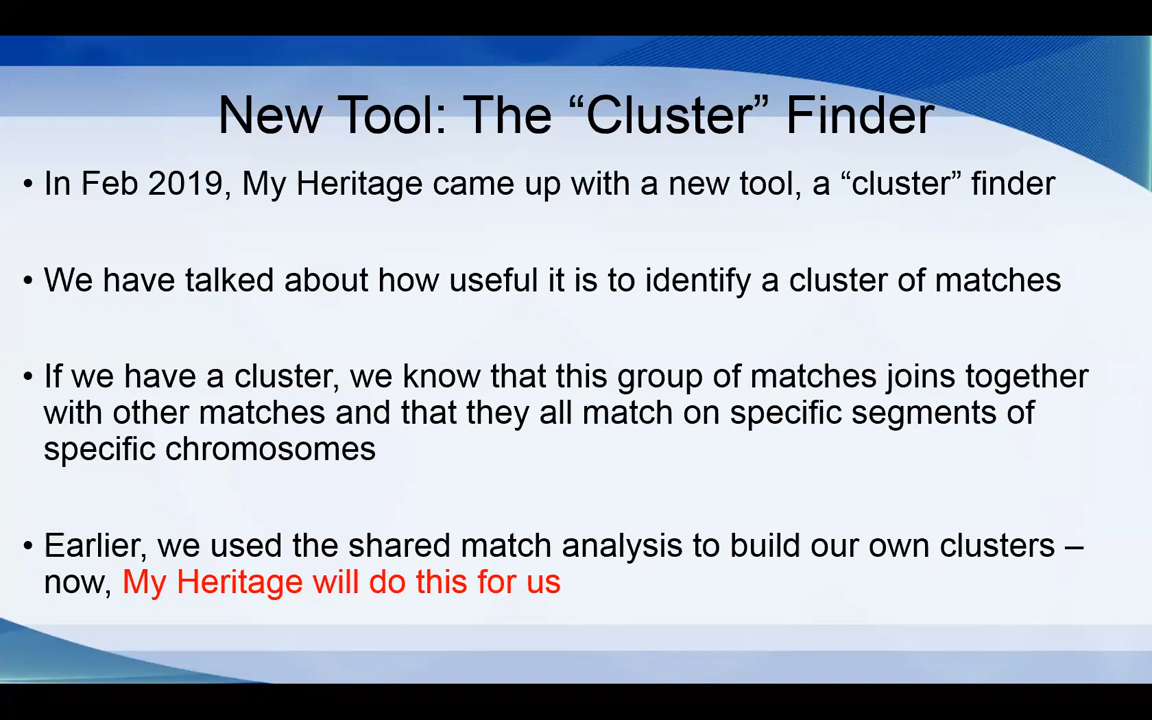 New Tool: The “Cluster” Finder
• In Feb 2019, My Heritage came up with a new tool, a “cluster” finder
• We have talked about how useful it is to identify a cluster of matches
• If we have a cluster, we know that this group of matches joins together
with other matches and that they all match on specific segments of
specific chromosomes
• Earlier, we used the shared match analysis to build our own clusters –
now, My Heritage will do this for us